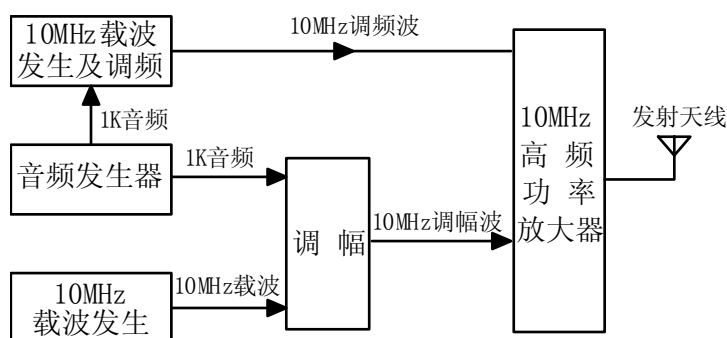 10MHz载波
发生及调频
10MHz调频波
1K音频
音频发生器
1K音频
调 幅
10MHz调幅波
10MHz
高 频
功 率
放大器
发射天线
10MHz
载波发生
10MHz载波